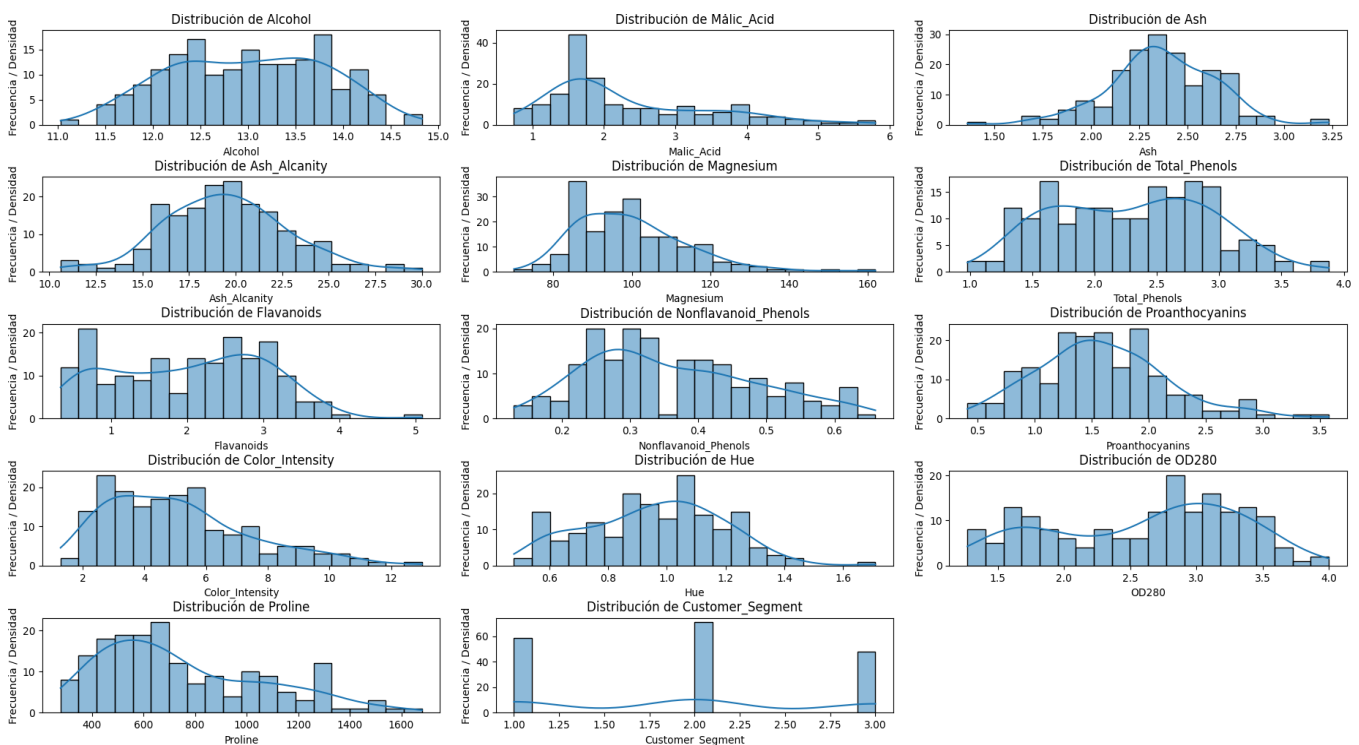 Distribución de Alcohol
Frecuencia / Densidad
15
10
5
0
11.0 11.5 12.0 12.5 13.0 13.5 14.0 14.5 15.0
Alcohol
Distribución de Malic_Acid
Frecuencia / Densidad
40
20
0
1 2 3 4 5 6
Malic_Acid
Distribución de Ash
Frecuencia / Densidad
30
20
10
0
1.50 1.75 2.00 2.25 2.50 2.75 3.00 3.25
Ash
Distribución de Ash_Alcanity
Frecuencia / Densidad
20
10
0
10.0 12.5 15.0 17.5 20.0 22.5 25.0 27.5 30.0
Ash_Alcanity
Distribución de Magnesium
Frecuencia / Densidad
30
20
10
0
80 100 120 140 160
Magnesium
Distribución de Total_Phenols
Frecuencia / Densidad
15
10
5
0
1.0 1.5 2.0 2.5 3.0 3.5 4.0
Total_Phenols
Distribución de Flavanoids
Frecuencia / Densidad
20
10
0
1 2 3 4 5
Flavanoids
Distribución de Nonflavanoid_Phenols
Frecuencia / Densidad
20
15
10
5
0
0.2 0.3 0.4 0.5 0.6
Nonflavanoid_Phenols
Distribución de Proanthocyanins
Frecuencia / Densidad
20
10
0
0.5 1.0 1.5 2.0 2.5 3.0 3.5
Proanthocyanins
Distribución de Color_Intensity
Frecuencia / Densidad
20
10
0
2 4 6 8 10 12
Color_Intensity
Distribución de Hue
Frecuencia / Densidad
20
10
0
0.6 0.8 1.0 1.2 1.4 1.6
Hue
Distribución de OD280
Frecuencia / Densidad
20
10
0
1.5 2.0 2.5 3.0 3.5 4.0
OD280
Distribución de Proline
Frecuencia / Densidad
20
10
0
400 600 800 1000 1200 1400 1600
Proline
Distribución de Customer_Segment
Frecuencia / Densidad
60
40
20
0
1.00 1.25 1.50 1.75 2.00 2.25 2.50 2.75 3.00
Customer_Segment